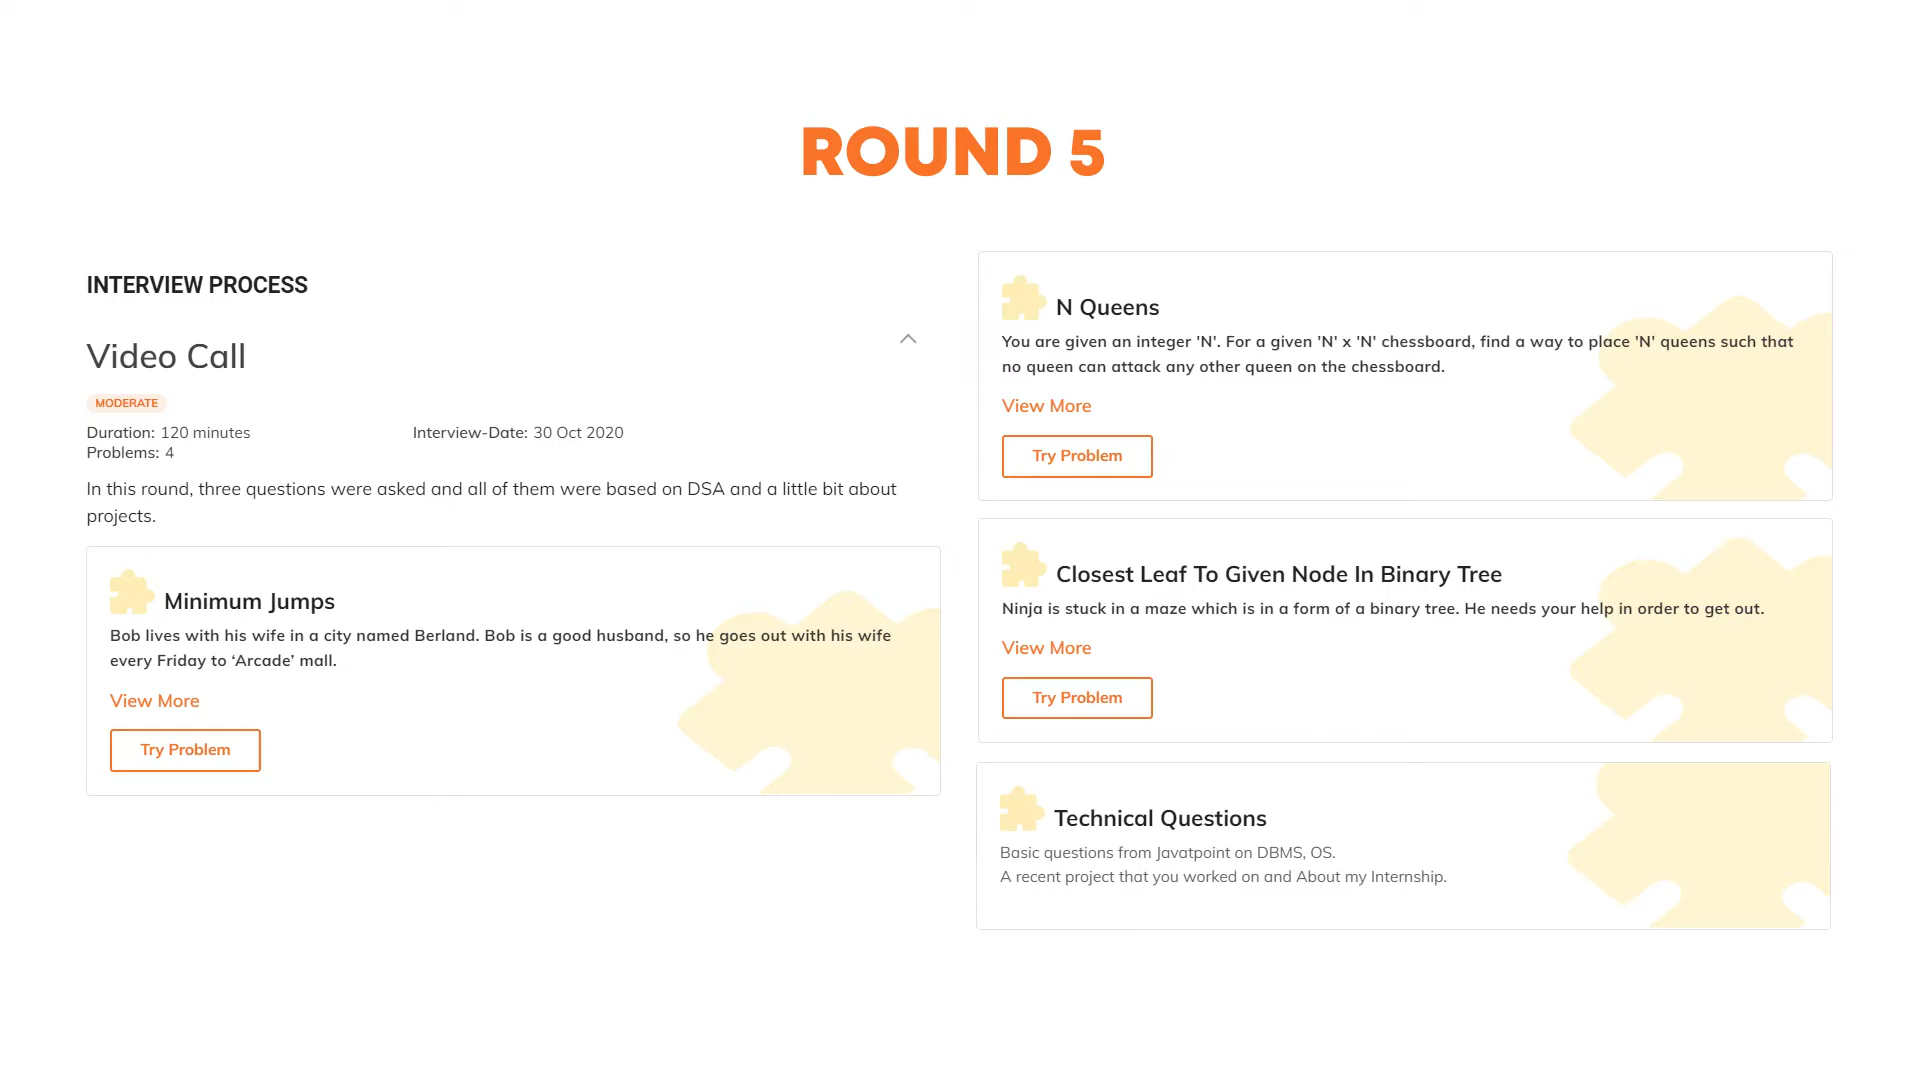 ROUND 5
INTERVIEW PROCESS
Video Call
MODERATE
Duration: 120 minutes
Interview-Date: 30 Oct 2020
Problems: 4
In this round, three questions were asked and all of them were based on DSA and a little bit about
projects.
Minimum Jumps
Bob lives with his wife in a city named Berland. Bob is a good husband, so he goes out with his wife
every Friday to ‘Arcade’ mall.
View More
Try Problem
N Queens
You are given an integer 'N'. For a given 'N' x 'N' chessboard, find a way to place 'N' queens such that
no queen can attack any other queen on the chessboard.
View More
Try Problem
Closest Leaf To Given Node In Binary Tree
Ninja is stuck in a maze which is in a form of a binary tree. He needs your help in order to get out.
View More
Try Problem
Technical Questions
Basic questions from Javatpoint on DBMS, OS.
A recent project that you worked on and About my Internship.